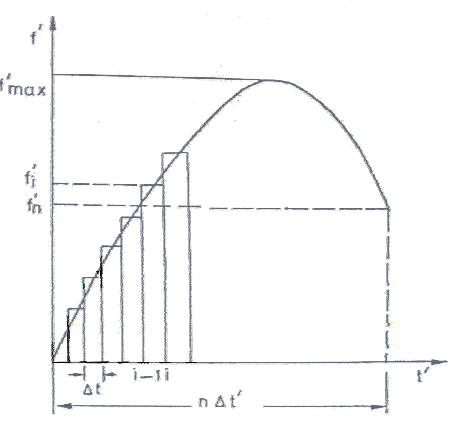 f′
f′max
f′i
f′n
i-1 i
Δt
t′
n Δt′